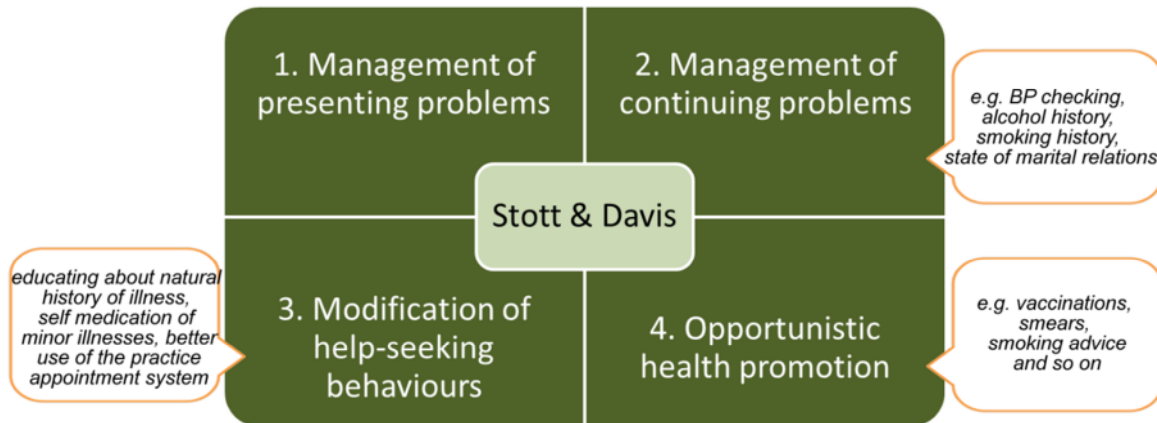 1. Management of
presenting problems
2. Management of
continuing problems
e.g. BP checking,
alcohol history,
smoking history,
state of marital relations
Stott & Davis
educating about natural
history of illness,
self medication of
minor illnesses, better
use of the practice
appointment system
3. Modification of
help-seeking
behaviours
4. Opportunistic
health promotion
e.g. vaccinations,
smears,
smoking advice
and so on